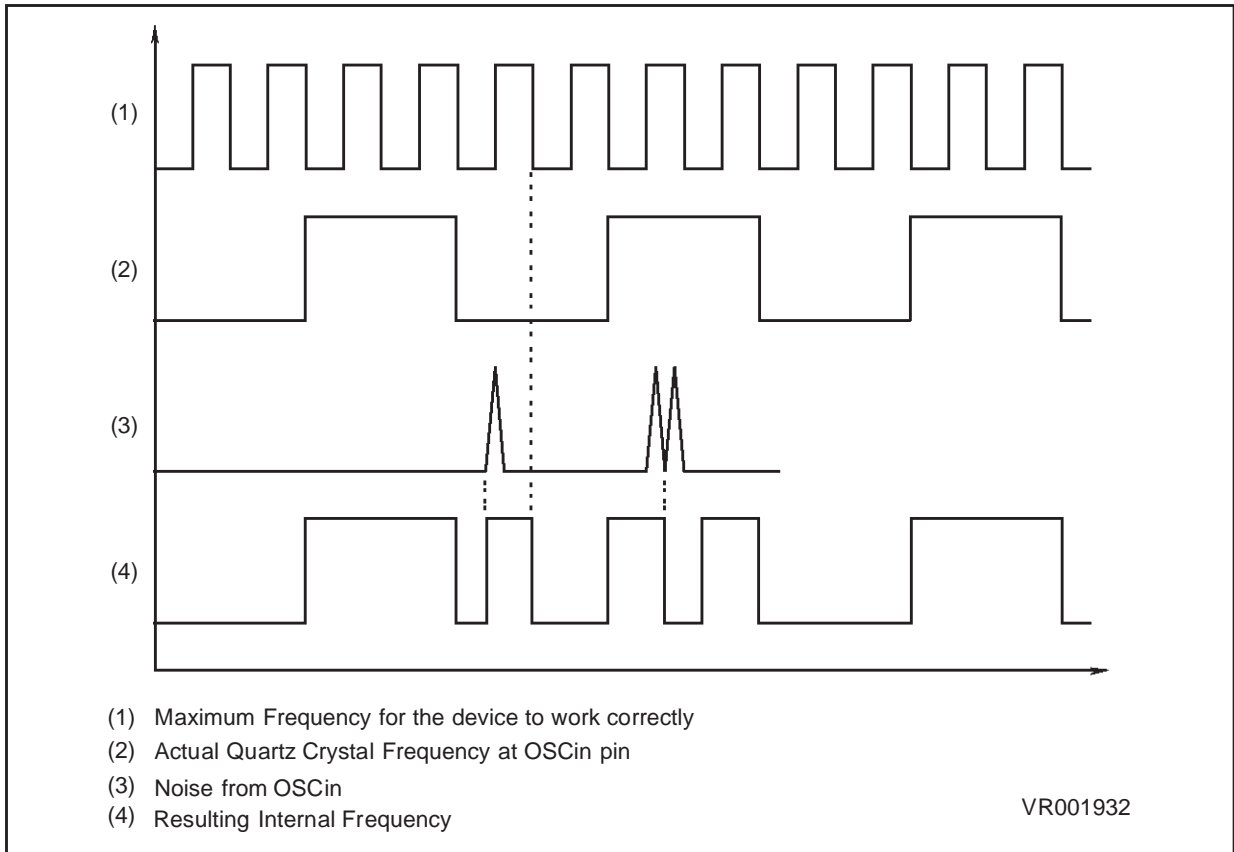 (1)
(2)
(3)
(4)
(1) Maximum Frequency for the device to work correctly
(2) Actual Quartz Crystal Frequency at OSCin pin
(3) Noise from OSCin
(4) Resulting Internal Frequency
VR001932